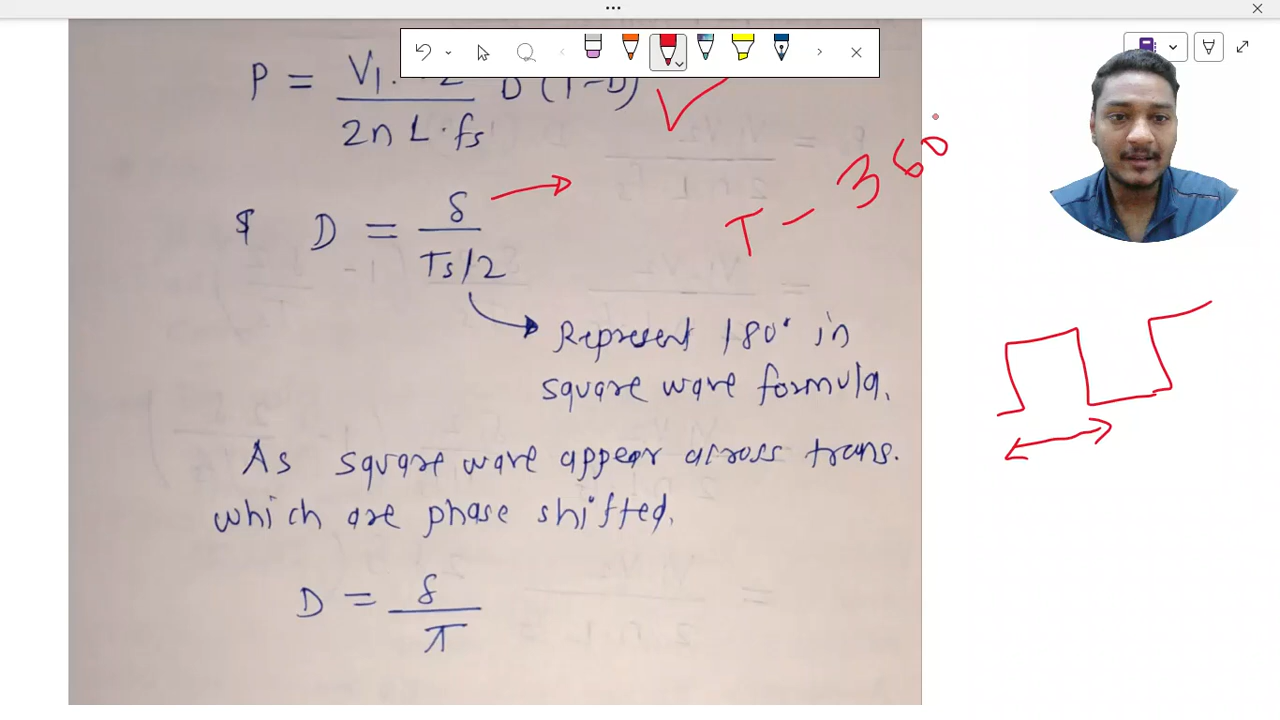 P = V1. 2 / 2n L·fs D (1-D)
T - 360
$ D = δ / Ts/2
Represent 180° in
square wave formula.
As square wave appear across trans.
which are phase shifted.
D = δ / π